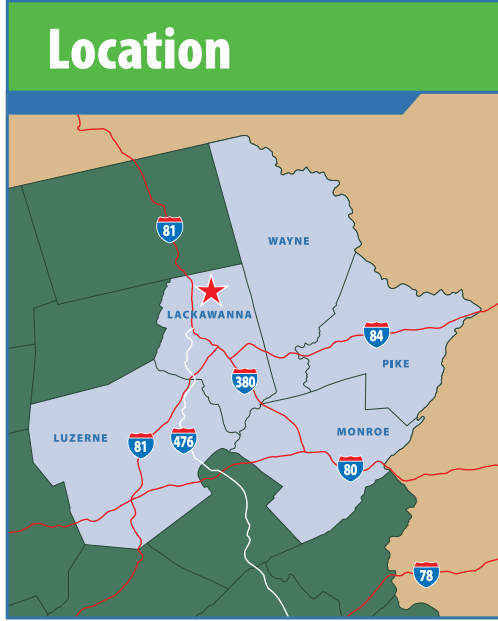 Location
81
WAYNE
LACKAWANNA
84
PIKE
380
LUZERNE
81
476
MONROE
80
78